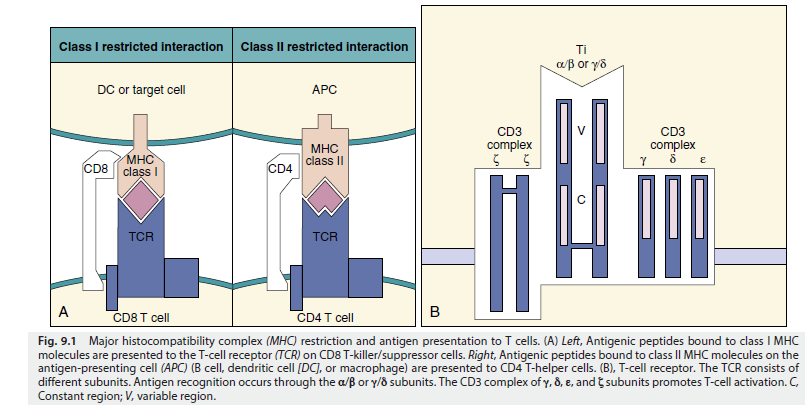 Class I restricted interaction
Class II restricted interaction
DC or target cell
APC
CD8
MHC
class I
CD4
MHC
class II
TCR
TCR
A
CD8 T cell
CD4 T cell
Ti
α/β or γ/δ
CD3
complex
ζ ζ
V
C
CD3
complex
γ δ ε
B
Fig. 9.1 Major histocompatibility complex (MHC) restriction and antigen presentation to T cells. (A) Left, Antigenic peptides bound to class I MHC
molecules are presented to the T-cell receptor (TCR) on CD8 T-killer/suppressor cells. Right, Antigenic peptides bound to class II MHC molecules on the
antigen-presenting cell (APC) (B cell, dendritic cell [DC], or macrophage) are presented to CD4 T-helper cells. (B), T-cell receptor. The TCR consists of
different subunits. Antigen recognition occurs through the α/β or γ/δ subunits. The CD3 complex of γ, δ, ε, and ζ subunits promotes T-cell activation. C,
Constant region; V, variable region.